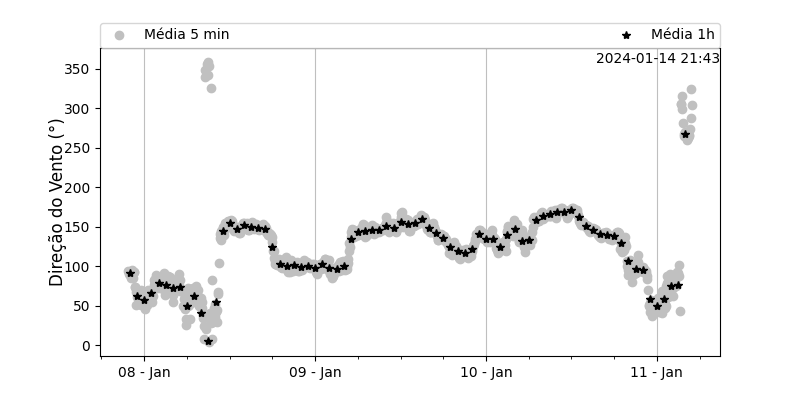 Média 5 min
Média 1h
2024-01-14 21:43
Direção do Vento (°)
350
300
250
200
150
100
50
0
08 - Jan
09 - Jan
10 - Jan
11 - Jan